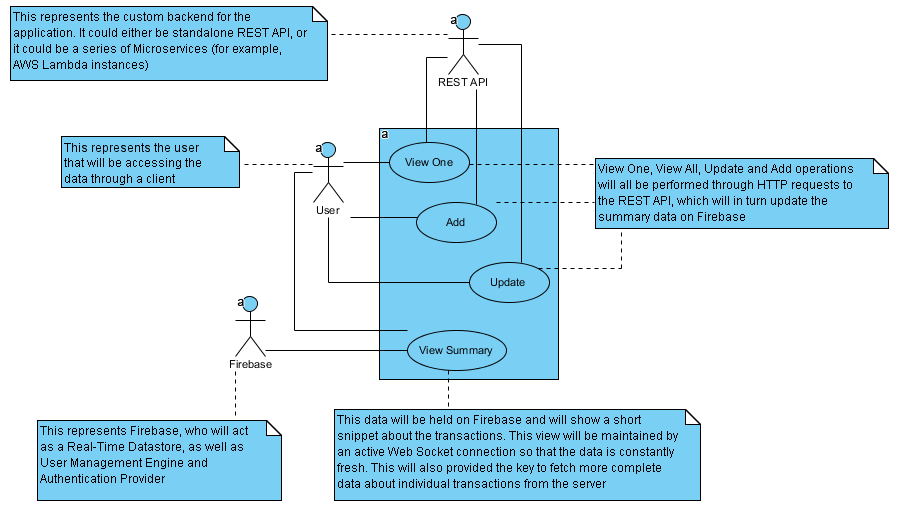 This represents the custom backend for the
application. It could either be standalone REST API, or
it could be a series of Microservices (for example,
AWS Lambda instances)
a
REST API
a
This represents the user
that will be accessing the
data through a client
a
User
View One
View One, View All, Update and Add operations
will all be performed through HTTP requests to
the REST API, which will in turn update the
summary data on Firebase
Add
Update
a
Firebase
View Summary
This represents Firebase, who will act
as a Real-Time Datastore, as well as
User Management Engine and
Authentication Provider
This data will be held on Firebase and will show a short
snippet about the transactions. This view will be maintained by
an active Web Socket connection so that the data is constantly
fresh. This will also provided the key to fetch more complete
data about individual transactions from the server